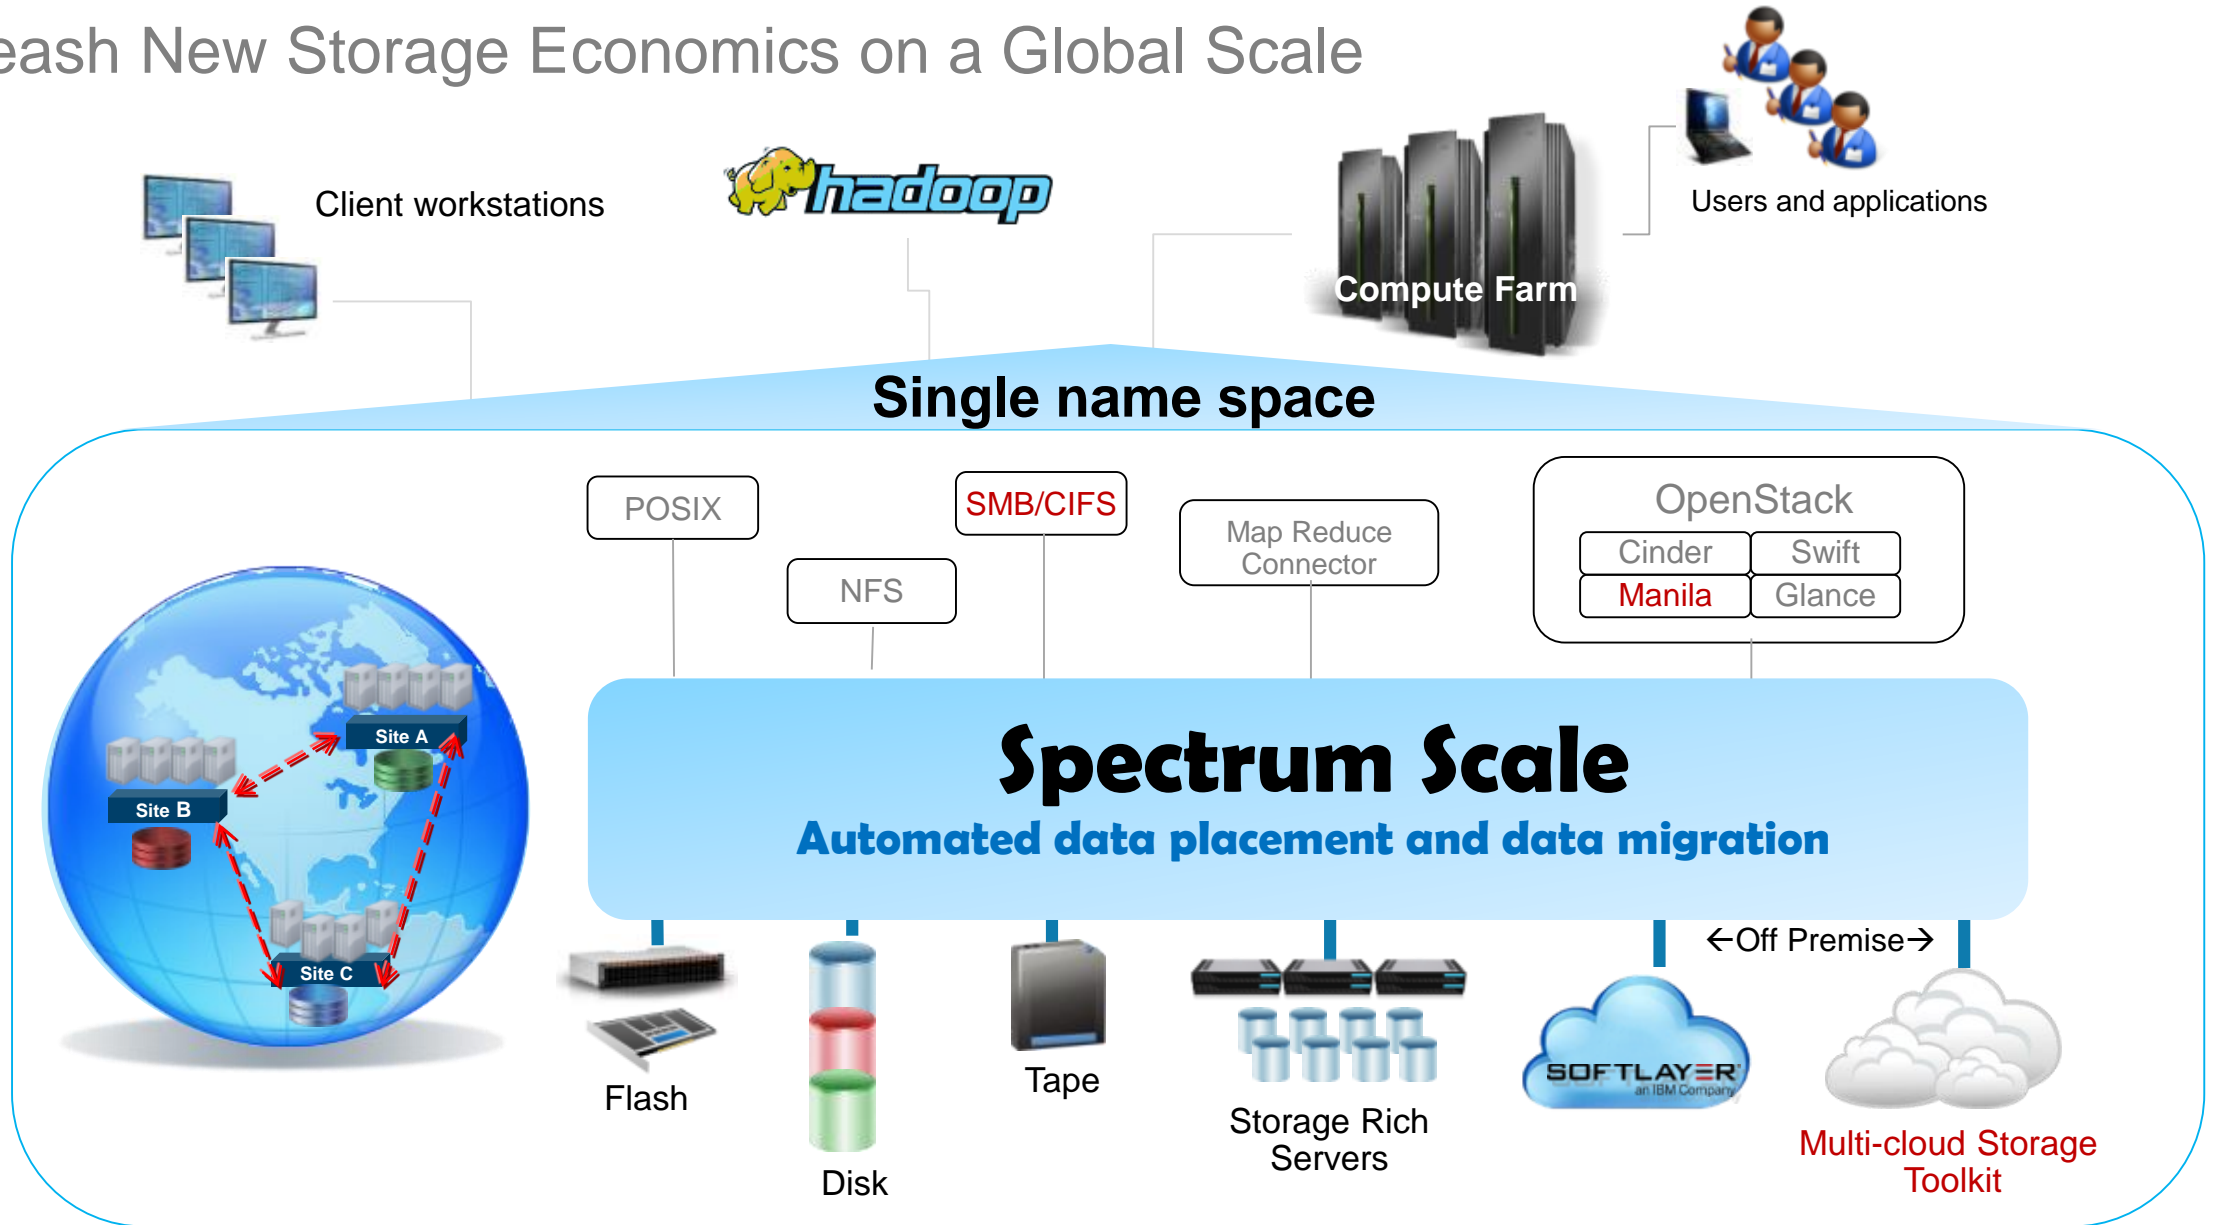 eash New Storage Economics on a Global Scale
Client workstations
hadoop
Users and applications
Compute Farm
Single name space
POSIX
SMB/CIFS
NFS
Map Reduce
Connector
OpenStack
Cinder
Swift
Manila
Glance
Site A
Site B
Site C
Spectrum Scale
Automated data placement and data migration
←Off Premise→
Flash
Disk
Tape
Storage Rich
Servers
SOFTLAYER
an IBM Company
Multi-cloud Storage
Toolkit